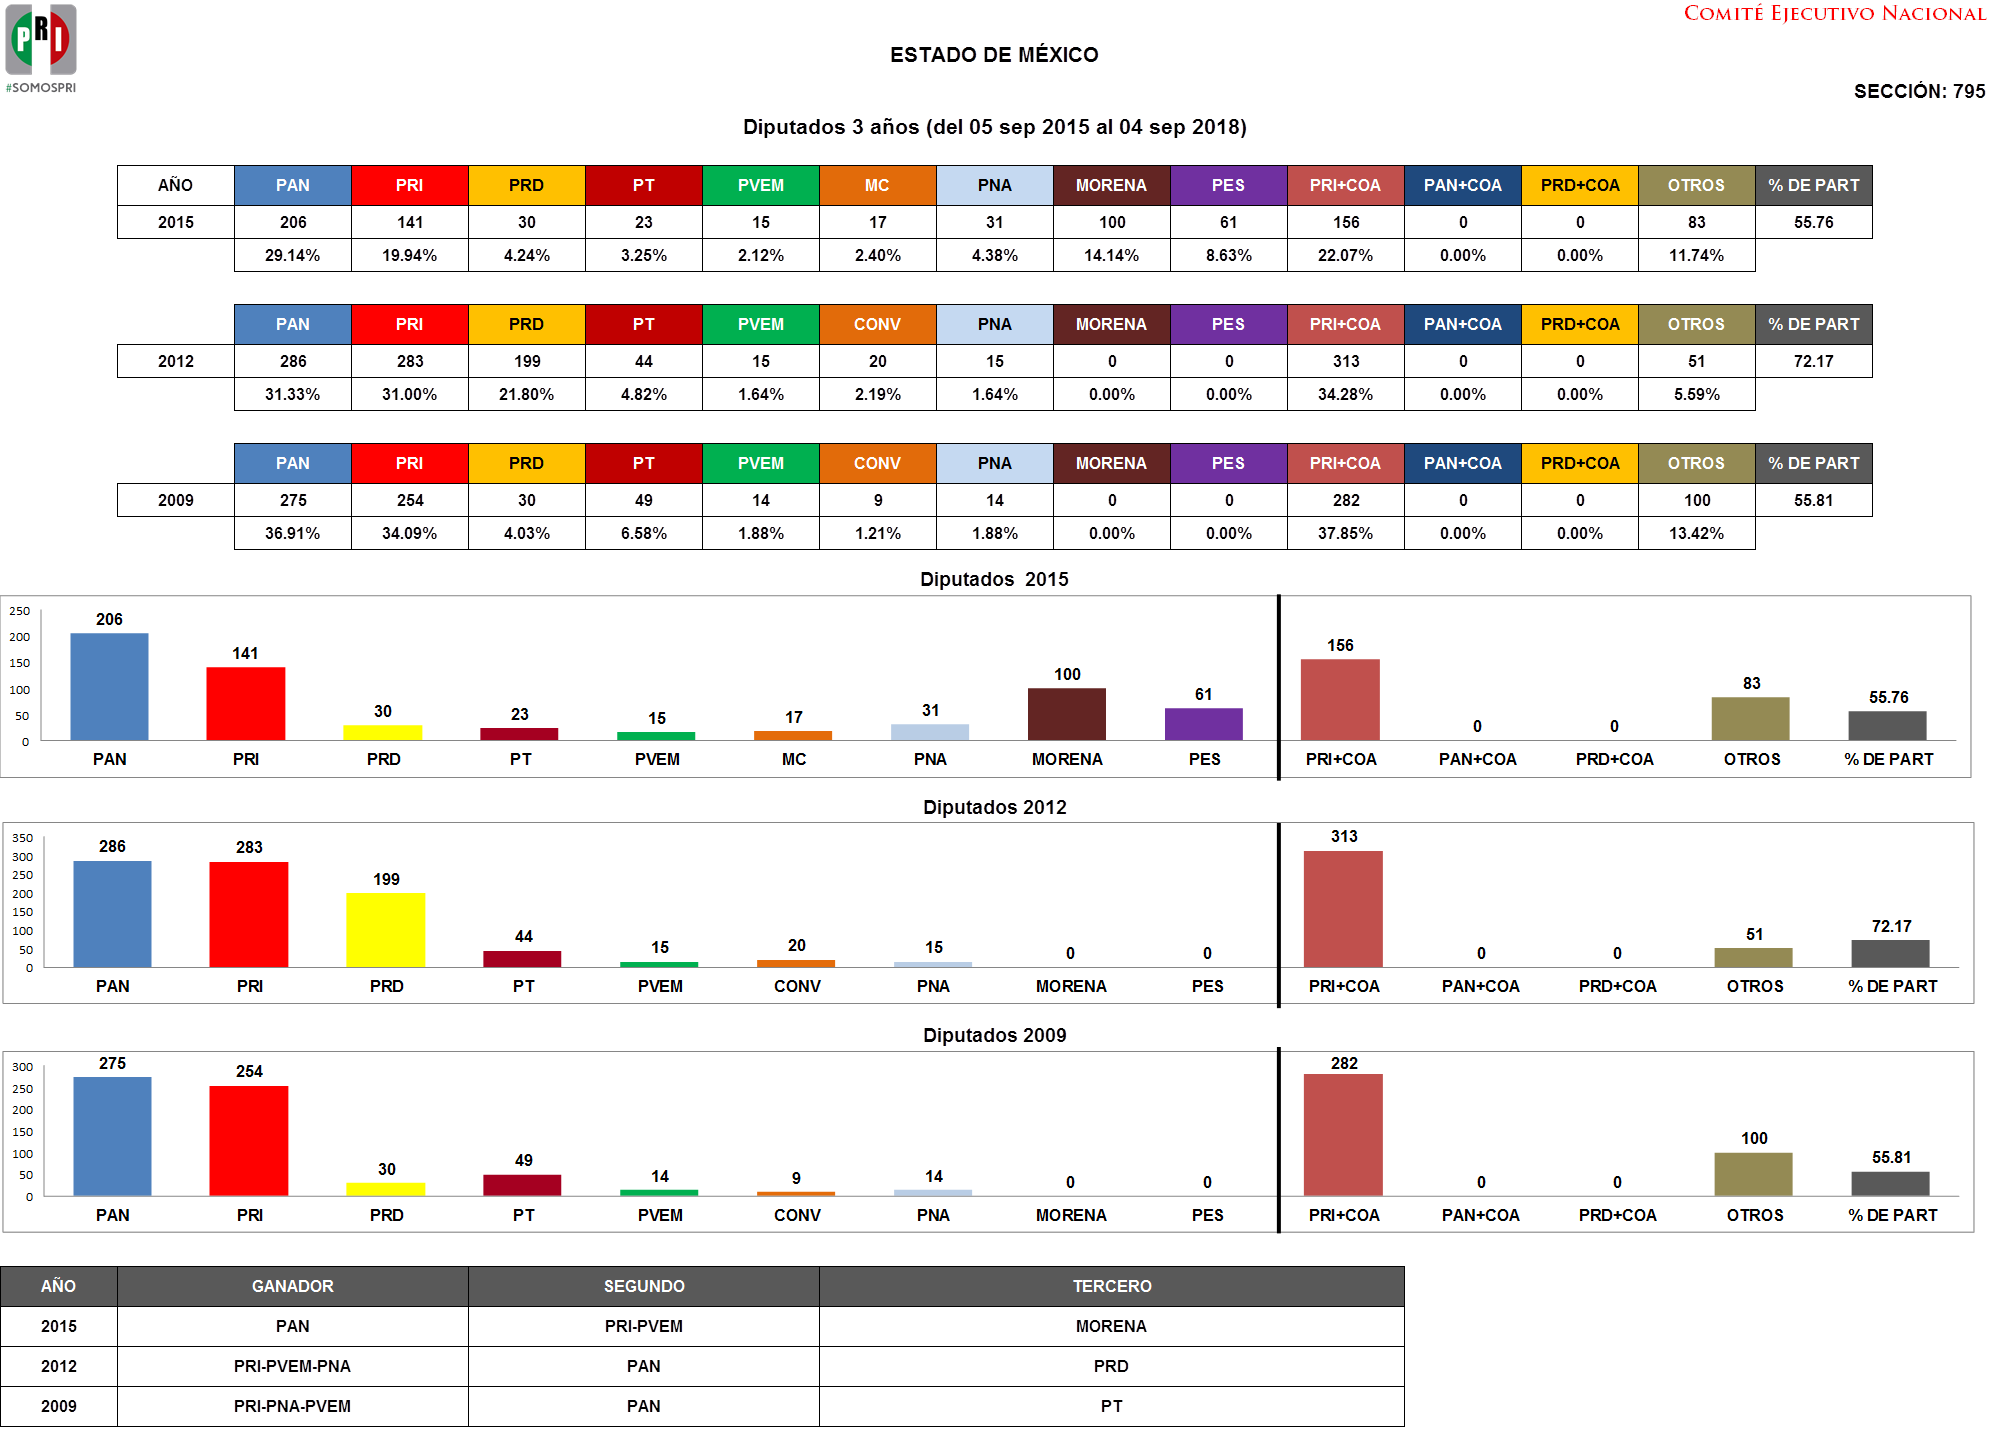 PRI
#SOMOSPRI
COMITÉ EJECUTIVO NACIONAL
ESTADO DE MÉXICO
SECCIÓN: 795
Diputados 3 años (del 05 sep 2015 al 04 sep 2018)
AÑO PAN PRI PRD PT PVEM MC PNA MORENA PES PRI+COA PAN+COA PRD+COA OTROS % DE PART
2015 206 141 30 23 15 17 31 100 61 156 0 0 83 55.76
29.14% 19.94% 4.24% 3.25% 2.12% 2.40% 4.38% 14.14% 8.63% 22.07% 0.00% 0.00% 11.74%
PAN PRI PRD PT PVEM CONV PNA MORENA PES PRI+COA PAN+COA PRD+COA OTROS % DE PART
2012 286 283 199 44 15 20 15 0 0 313 0 0 51 72.17
31.33% 31.00% 21.80% 4.82% 1.64% 2.19% 1.64% 0.00% 0.00% 34.28% 0.00% 0.00% 5.59%
PAN PRI PRD PT PVEM CONV PNA MORENA PES PRI+COA PAN+COA PRD+COA OTROS % DE PART
2009 275 254 30 49 14 9 14 0 0 282 0 0 100 55.81
36.91% 34.09% 4.03% 6.58% 1.88% 1.21% 1.88% 0.00% 0.00% 37.85% 0.00% 0.00% 13.42%
Diputados 2015
250
200
150
100
50
0
206 141 30 23 15 17 31 100 61 156 0 0 83 55.76
PAN PRI PRD PT PVEM MC PNA MORENA PES PRI+COA PAN+COA PRD+COA OTROS % DE PART
Diputados 2012
350
300
250
200
150
100
50
0
286 283 199 44 15 20 15 0 0 313 0 0 51 72.17
PAN PRI PRD PT PVEM CONV PNA MORENA PES PRI+COA PAN+COA PRD+COA OTROS % DE PART
Diputados 2009
300
250
200
150
100
50
0
275 254 30 49 14 9 14 0 0 282 0 0 100 55.81
PAN PRI PRD PT PVEM CONV PNA MORENA PES PRI+COA PAN+COA PRD+COA OTROS % DE PART
AÑO GANADOR SEGUNDO TERCERO
2015 PAN PRI-PVEM MORENA
2012 PRI-PVEM-PNA PAN PRD
2009 PRI-PNA-PVEM PAN PT